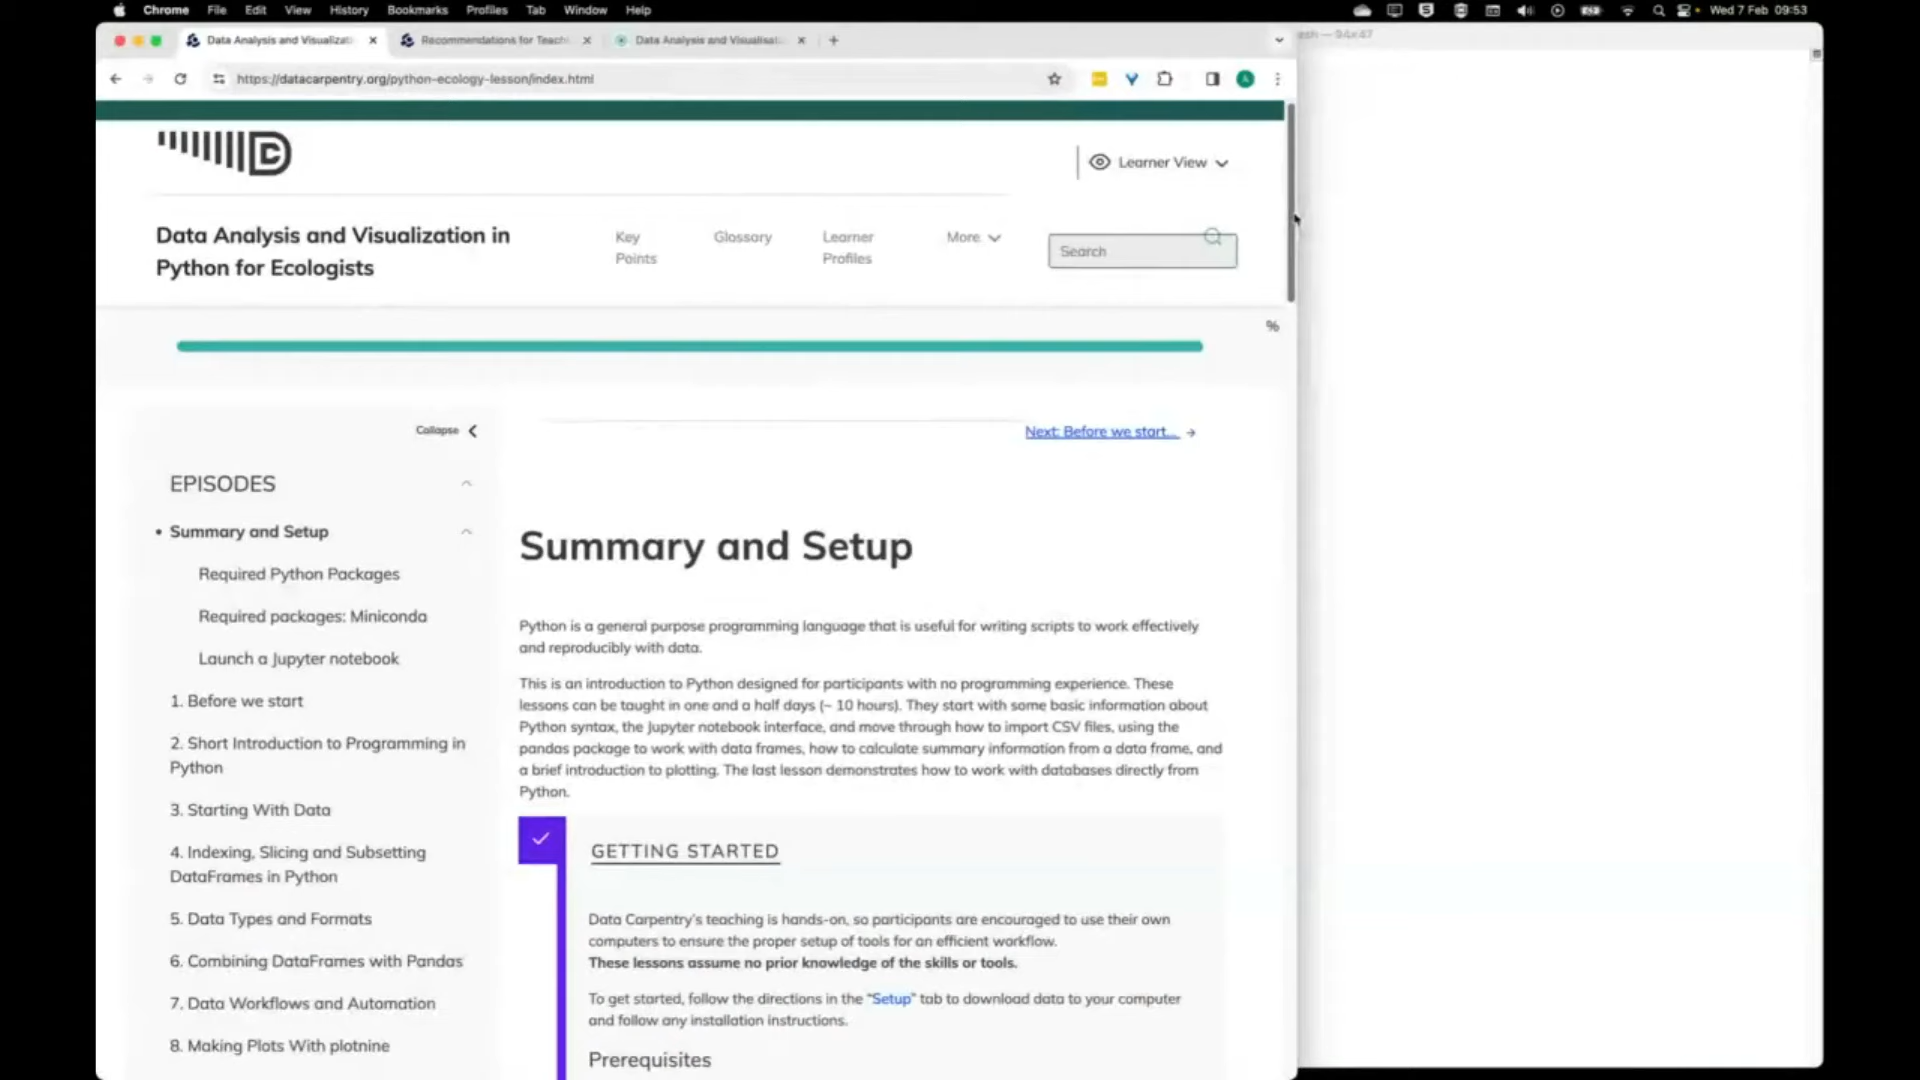 Chrome File Edit View History Bookmarks Profiles Tab Window Help Wed 7 Feb 09:53
Data Analysis and Visualizati Recommendations for Teach Data Analysis and Visualisat
https://datacarpentry.org/python-ecology-lesson/index.html
Learner View
Data Analysis and Visualization in
Python for Ecologists
Key
Points
Glossary
Learner
Profiles
More
Search
%
Collapse
Next: Before we start...
EPISODES
Summary and Setup
Required Python Packages
Required packages: Miniconda
Launch a Jupyter notebook
1. Before we start
2. Short Introduction to Programming in
Python
3. Starting With Data
4. Indexing, Slicing and Subsetting
DataFrames in Python
5. Data Types and Formats
6. Combining DataFrames with Pandas
7. Data Workflows and Automation
8. Making Plots With plotnine
Summary and Setup
Python is a general purpose programming language that is useful for writing scripts to work effectively
and reproducibly with data.
This is an introduction to Python designed for participants with no programming experience. These
lessons can be taught in one and a half days (~ 10 hours). They start with some basic information about
Python syntax, the Jupyter notebook interface, and move through how to import CSV files, using the
pandas package to work with data frames, how to calculate summary information from a data frame, and
a brief introduction to plotting. The last lesson demonstrates how to work with databases directly from
Python.
GETTING STARTED
Data Carpentry's teaching is hands-on, so participants are encouraged to use their own
computers to ensure the proper setup of tools for an efficient workflow.
These lessons assume no prior knowledge of the skills or tools.
To get started, follow the directions in the "Setup" tab to download data to your computer
and follow any installation instructions.
Prerequisites